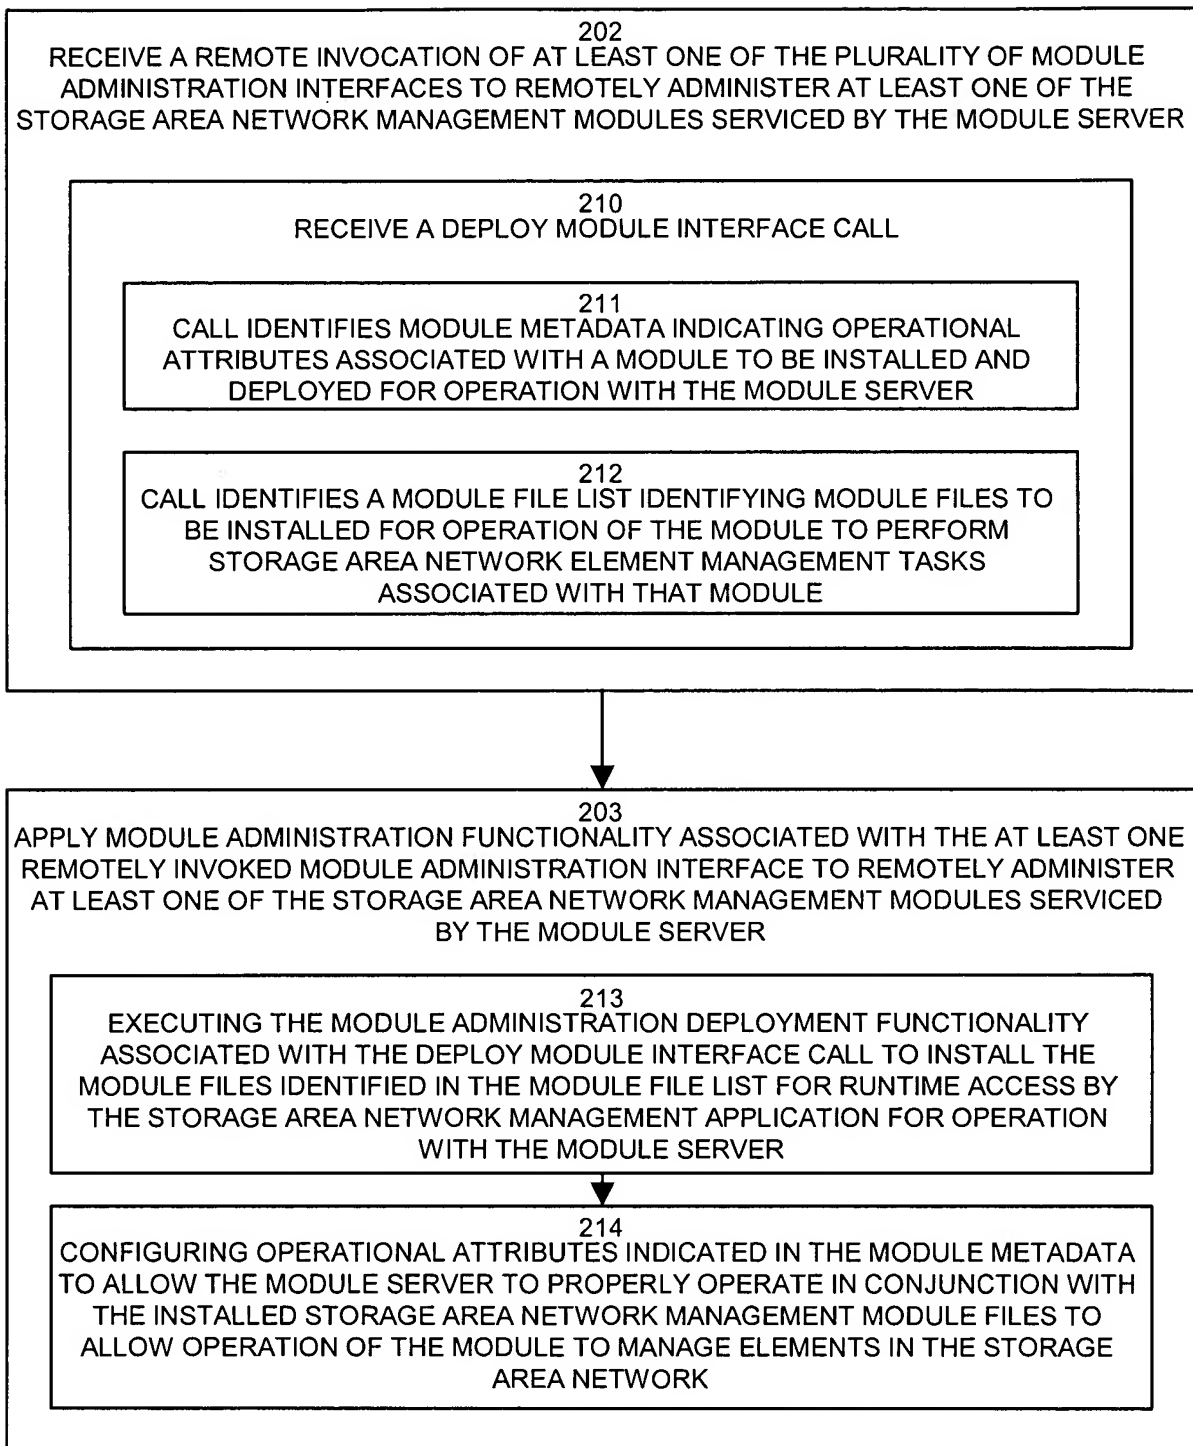 202
RECEIVE A REMOTE INVOCATION OF AT LEAST ONE OF THE PLURALITY OF MODULE
ADMINISTRATION INTERFACES TO REMOTELY ADMINISTER AT LEAST ONE OF THE
STORAGE AREA NETWORK MANAGEMENT MODULES SERVICED BY THE MODULE SERVER
210
RECEIVE A DEPLOY MODULE INTERFACE CALL
211
CALL IDENTIFIES MODULE METADATA INDICATING OPERATIONAL
ATTRIBUTES ASSOCIATED WITH A MODULE TO BE INSTALLED AND
DEPLOYED FOR OPERATION WITH THE MODULE SERVER
212
CALL IDENTIFIES A MODULE FILE LIST IDENTIFYING MODULE FILES TO
BE INSTALLED FOR OPERATION OF THE MODULE TO PERFORM
STORAGE AREA NETWORK ELEMENT MANAGEMENT TASKS
ASSOCIATED WITH THAT MODULE
203
APPLY MODULE ADMINISTRATION FUNCTIONALITY ASSOCIATED WITH THE AT LEAST ONE
REMOTELY INVOKED MODULE ADMINISTRATION INTERFACE TO REMOTELY ADMINISTER
AT LEAST ONE OF THE STORAGE AREA NETWORK MANAGEMENT MODULES SERVICED
BY THE MODULE SERVER
213
EXECUTING THE MODULE ADMINISTRATION DEPLOYMENT FUNCTIONALITY
ASSOCIATED WITH THE DEPLOY MODULE INTERFACE CALL TO INSTALL THE
MODULE FILES IDENTIFIED IN THE MODULE FILE LIST FOR RUNTIME ACCESS BY
THE STORAGE AREA NETWORK MANAGEMENT APPLICATION FOR OPERATION
WITH THE MODULE SERVER
214
CONFIGURING OPERATIONAL ATTRIBUTES INDICATED IN THE MODULE METADATA
TO ALLOW THE MODULE SERVER TO PROPERLY OPERATE IN CONJUNCTION WITH
THE INSTALLED STORAGE AREA NETWORK MANAGEMENT MODULE FILES TO
ALLOW OPERATION OF THE MODULE TO MANAGE ELEMENTS IN THE STORAGE
AREA NETWORK